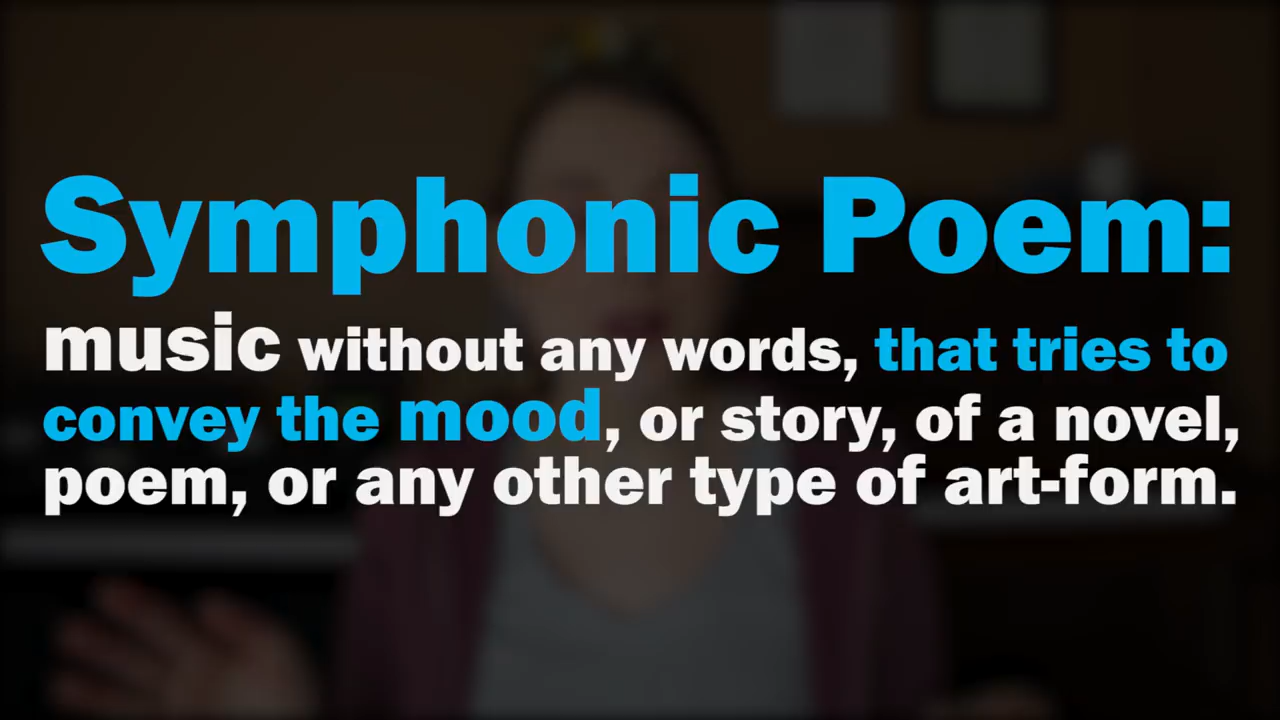 Symphonic Poem:
music without any words, that tries to
convey the mood, or story, of a novel,
poem, or any other type of art-form.